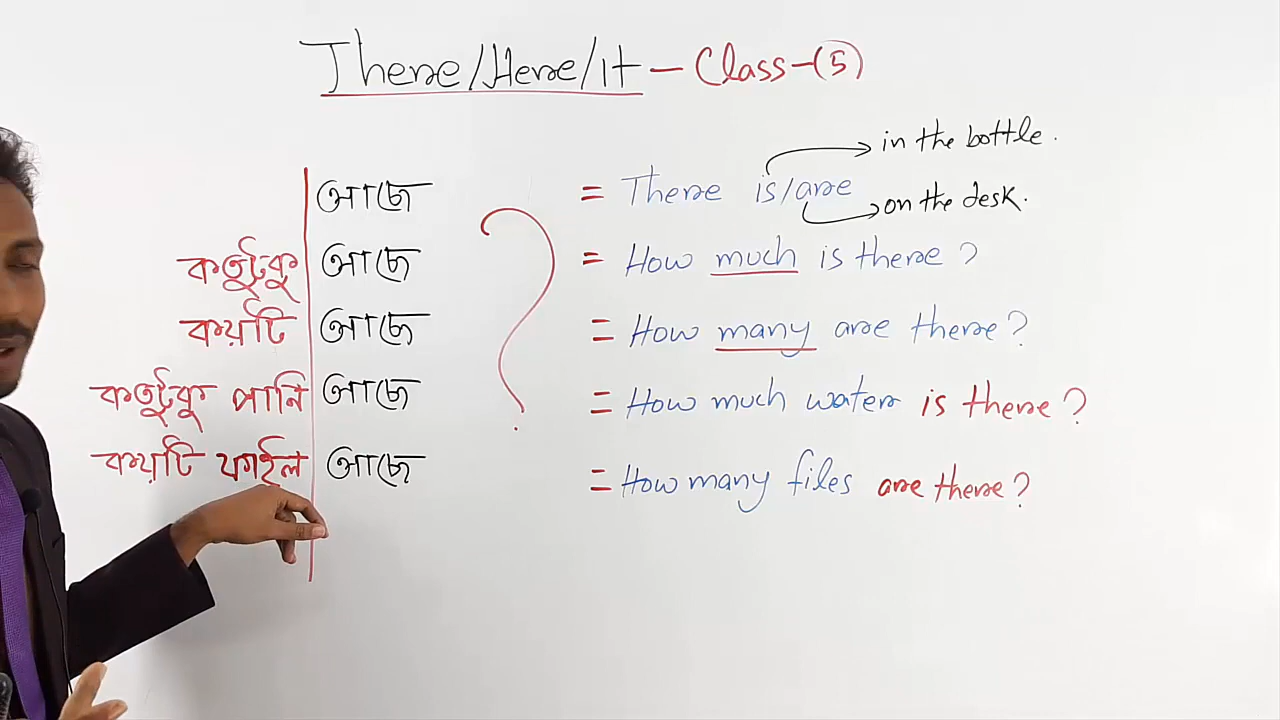 There/Here/it – Class-(5)
in the bottle.
আছে = There is/are
on the desk.
কতটুকু আছে = How much is there?
কয়টি আছে = How many are there?
কতটুকু পানি আছে = How much water is there?
কয়টি ফাইল আছে = How many files are there?
?